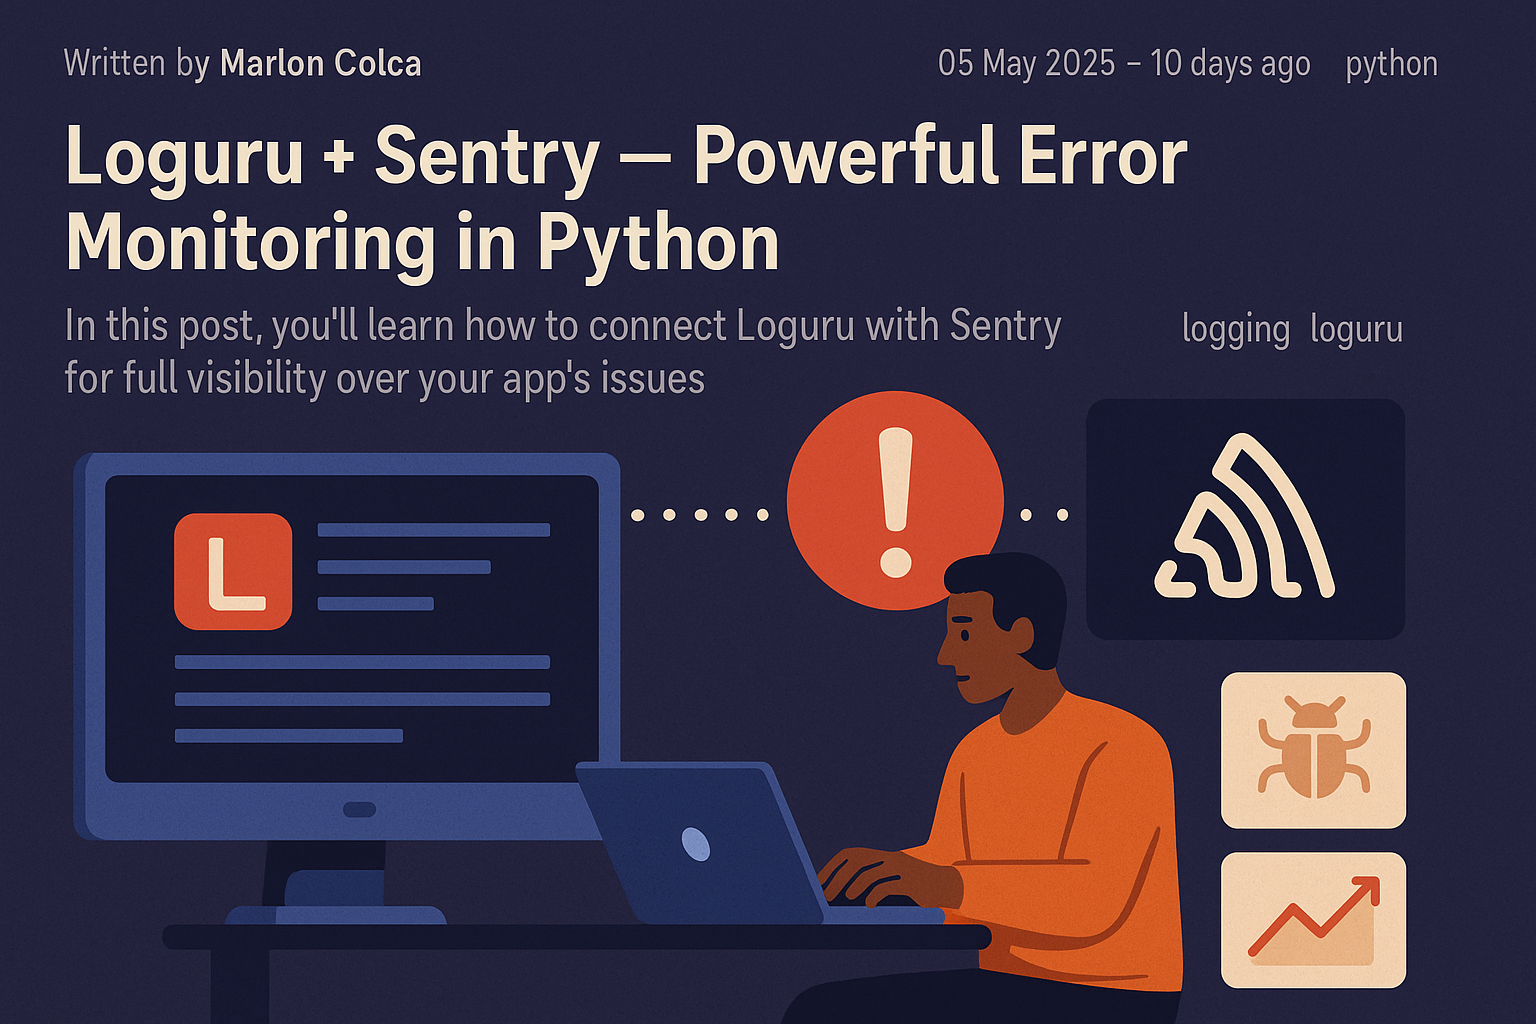 Written by Marlon Colca
05 May 2025 – 10 days ago python
Loguru + Sentry — Powerful Error
Monitoring in Python
In this post, you'll learn how to connect Loguru with Sentry
for full visibility over your app's issues
logging loguru
L
!